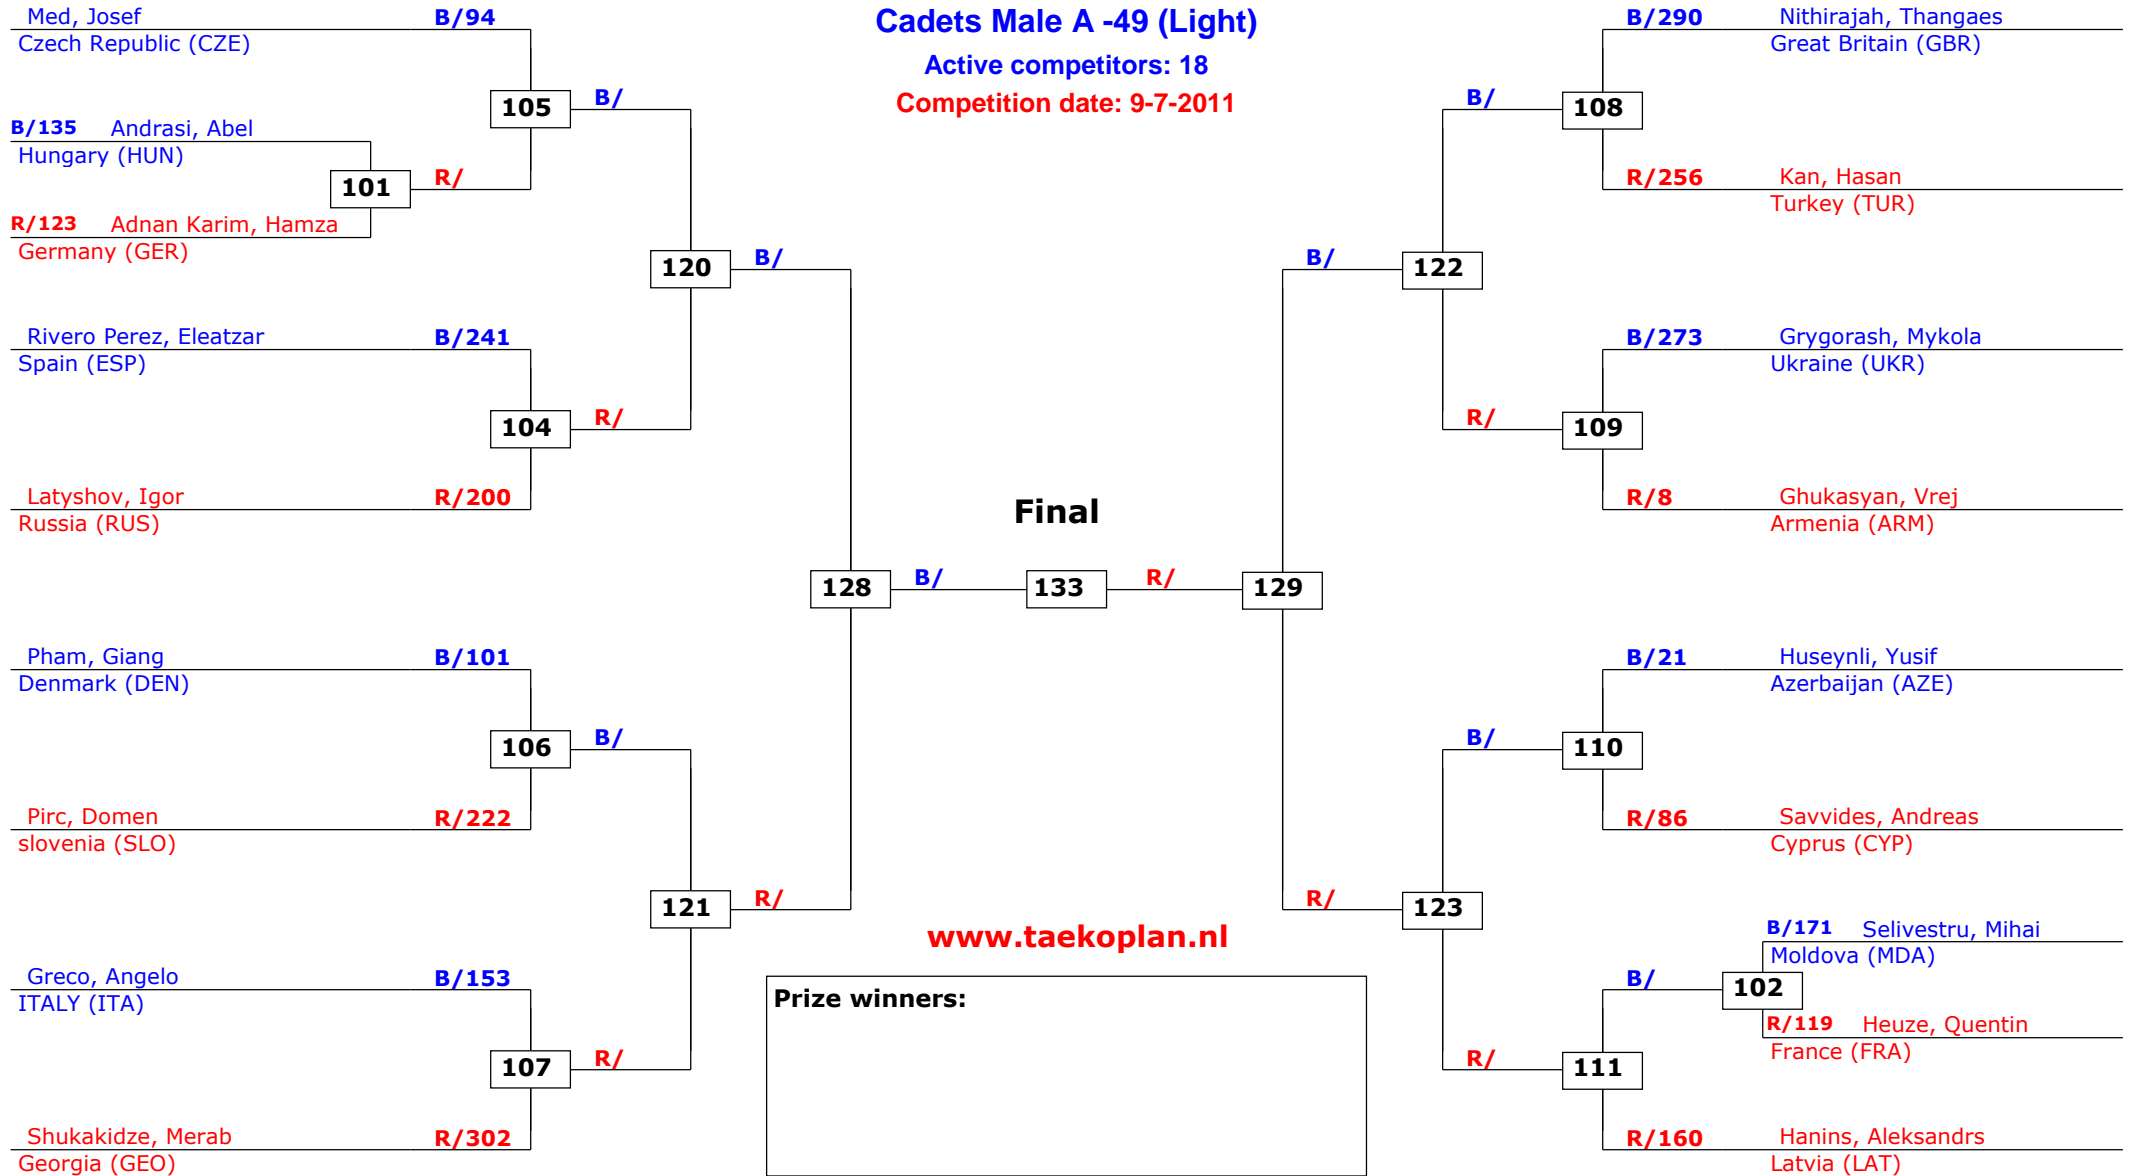 Cadets Male A -49 (Light)
Active competitors: 18
Competition date: 9-7-2011
Med, Josef B/94
Czech Republic (CZE)
105 B/
B/135 Andrasi, Abel
Hungary (HUN)
101 R/
R/123 Adnan Karim, Hamza
Germany (GER)
120 B/
Rivero Perez, Eleatzar B/241
Spain (ESP)
104 R/
Latyshov, Igor R/200
Russia (RUS)
128 B/
Pham, Giang B/101
Denmark (DEN)
106 B/
Pirc, Domen R/222
slovenia (SLO)
121 R/
Greco, Angelo B/153
ITALY (ITA)
107 R/
Shukakidze, Merab R/302
Georgia (GEO)
Final
133
R/ 129
B/290 Nithirajah, Thangaes
Great Britain (GBR)
B/ 108
R/256 Kan, Hasan
Turkey (TUR)
B/ 122
B/273 Grygorash, Mykola
Ukraine (UKR)
R/ 109
R/8 Ghukasyan, Vrej
Armenia (ARM)
B/21 Huseynli, Yusif
Azerbaijan (AZE)
B/ 110
R/86 Savvides, Andreas
Cyprus (CYP)
R/ 123
B/171 Selivestru, Mihai
Moldova (MDA)
B/ 102
R/119 Heuze, Quentin
France (FRA)
R/ 111
R/160 Hanins, Aleksandrs
Latvia (LAT)
www.taekoplan.nl
Prize winners: